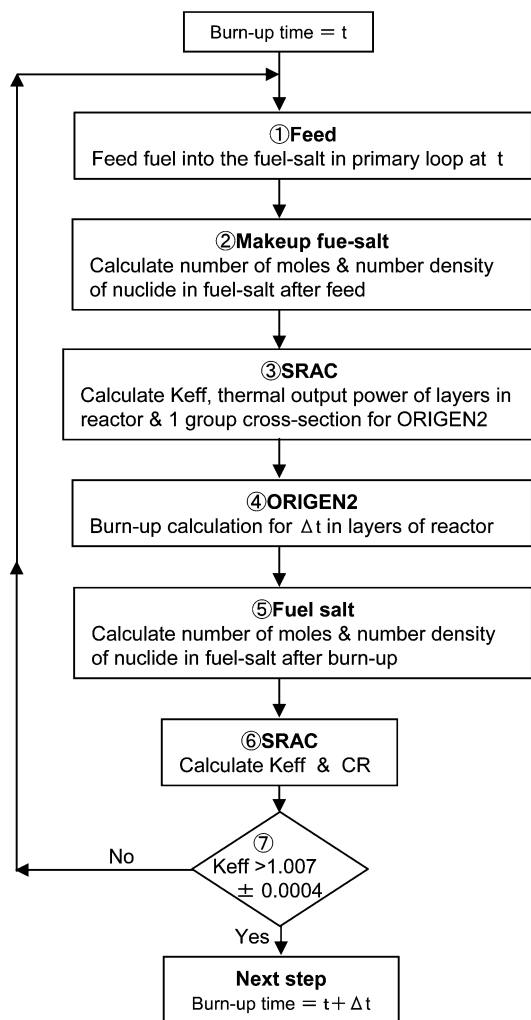 Burn-up time = t
①Feed
Feed fuel into the fuel-salt in primary loop at t
②Makeup fue-salt
Calculate number of moles & number density
of nuclide in fuel-salt after feed
③SRAC
Calculate Keff, thermal output power of layers in
reactor & 1 group cross-section for ORIGEN2
④ORIGEN2
Burn-up calculation for Δt in layers of reactor
⑤Fuel salt
Calculate number of moles & number density
of nuclide in fuel-salt after burn-up
⑥SRAC
Calculate Keff & CR
⑦
No
Keff >1.007
± 0.0004
Yes
Next step
Burn-up time = t+Δt